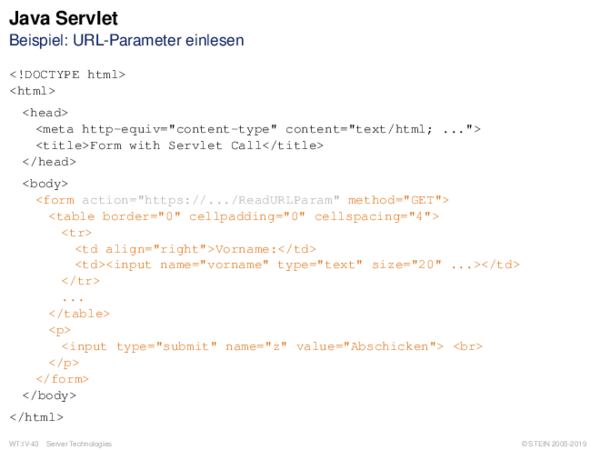 Java Servlet
Beispiel: URL-Parameter einlesen
<!DOCTYPE html>
<html>
<head>
<meta http-equiv="content-type" content="text/html; ...">
<title>Form with Servlet Call</title>
</head>
<body>
<form action="https://.../ReadURLParam" method="GET">
<table border="0" cellpadding="0" cellspacing="4">
<tr>
<td align="right">Vorname:</td>
<td><input name="vorname" type="text" size="20" ...></td>
</tr>
...
</table>
<p>
<input type="submit" name="z" value="Abschicken"> <br>
</p>
</form>
</body>
</html>
WT:IV-43 Server Technologies © STEIN 2005-2019